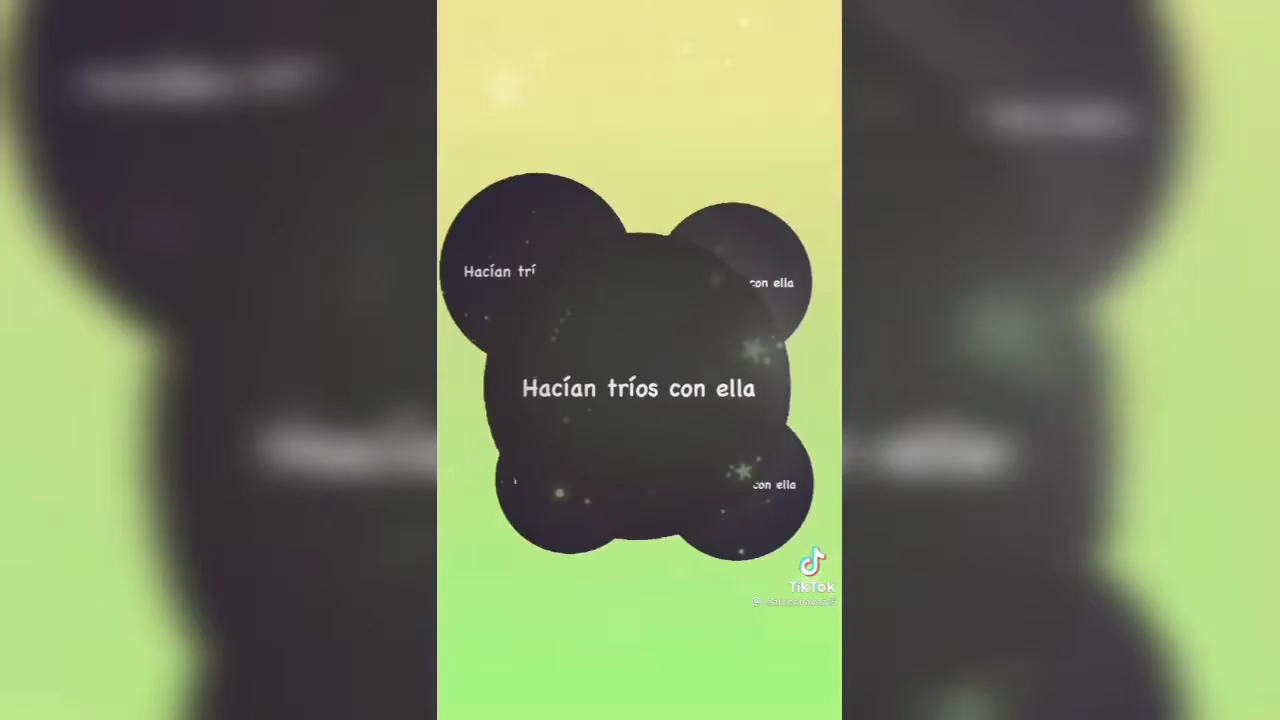 Hacían trí
con ella
Hacían tríos con ella
con ella
TikTok